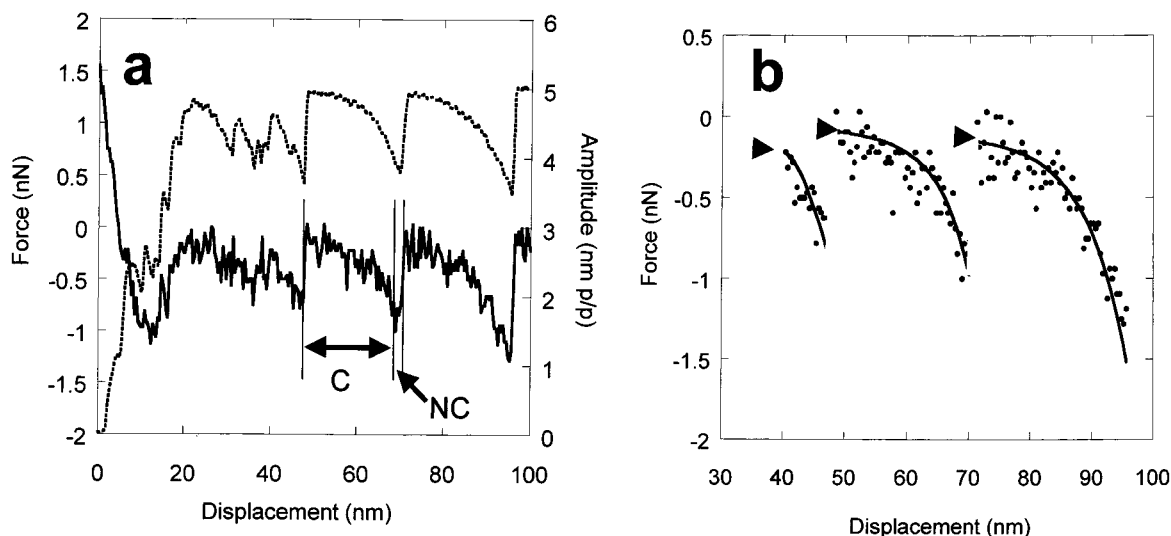 a
Force (nN)
2
1.5
1
0.5
0
-0.5
-1
-1.5
-2
6
5
4
3
2
1
0
Amplitude (nm p/p)
C
NC
0 20 40 60 80 100
Displacement (nm)
b
Force (nN)
0.5
0
-0.5
-1
-1.5
-2
30 40 50 60 70 80 90 100
Displacement (nm)